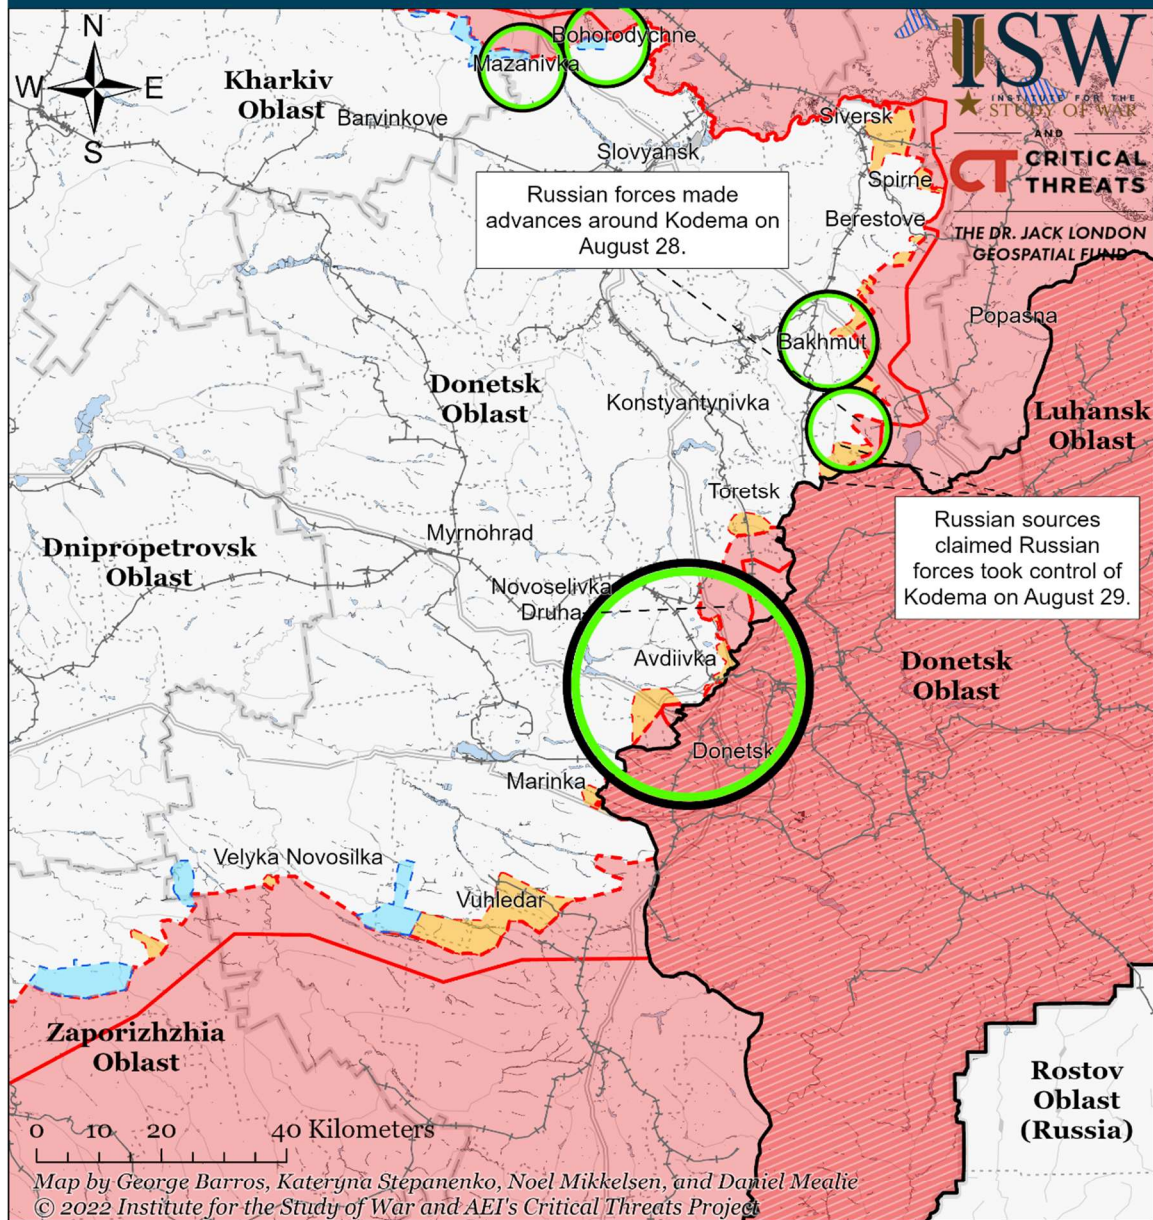 N
W
E
S
Kharkiv
Oblast
Barvinkove
Mazanivka
Bohorodychne
Slovyansk
Siversk
Spirne
Berestove
ISW
INSTITUTE FOR THE
STUDY OF WAR
AND
CT CRITICAL
THREATS
THE DR. JACK LONDON
GEOSPATIAL FUND
Russian forces made
advances around Kodema on
August 28.
Popasna
Bakhmut
Donetsk
Oblast
Konstyantynivka
Luhansk
Oblast
Toretsk
Russian sources
claimed Russian
forces took control of
Kodema on August 29.
Myrnohrad
Dnipropetrovsk
Oblast
Novoselivka
Druha
Avdiivka
Donetsk
Oblast
Donetsk
Marinka
Velyka Novosilka
Vuhledar
Zaporizhzhia
Oblast
Rostov
Oblast
(Russia)
0 10 20 40 Kilometers
Map by George Barros, Kateryna Stepanenko, Noel Mikkelsen, and Daniel Mealie
© 2022 Institute for the Study of War and AEI's Critical Threats Project